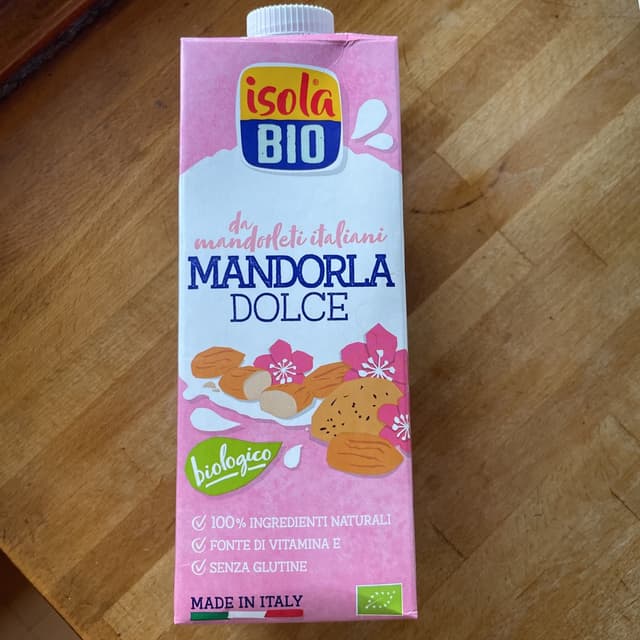 isola
BIO
da
mandorleti italiani
MANDORLA
DOLCE
biologico
100% INGREDIENTI NATURALI
FONTE DI VITAMINA E
SENZA GLUTINE
MADE IN ITALY